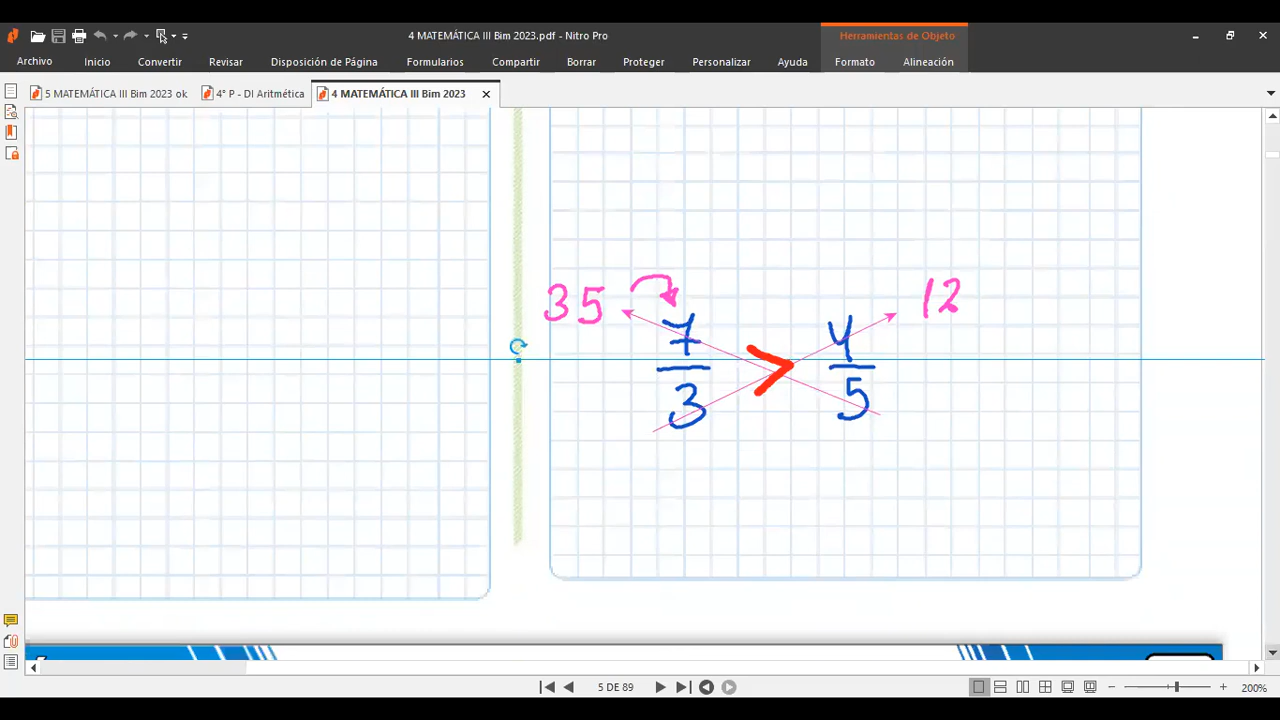 4 MATEMÁTICA III Bim 2023.pdf - Nitro Pro
Herramientas de Objeto
Archivo Inicio Convertir Revisar Disposición de Página Formularios Compartir Borrar Proteger Personalizar Ayuda Formato Alineación
5 MATEMÁTICA III Bim 2023 ok 4° P - DI Aritmética 4 MATEMÁTICA III Bim 2023
35 12
7 4
>
3 5
5 DE 89 200%